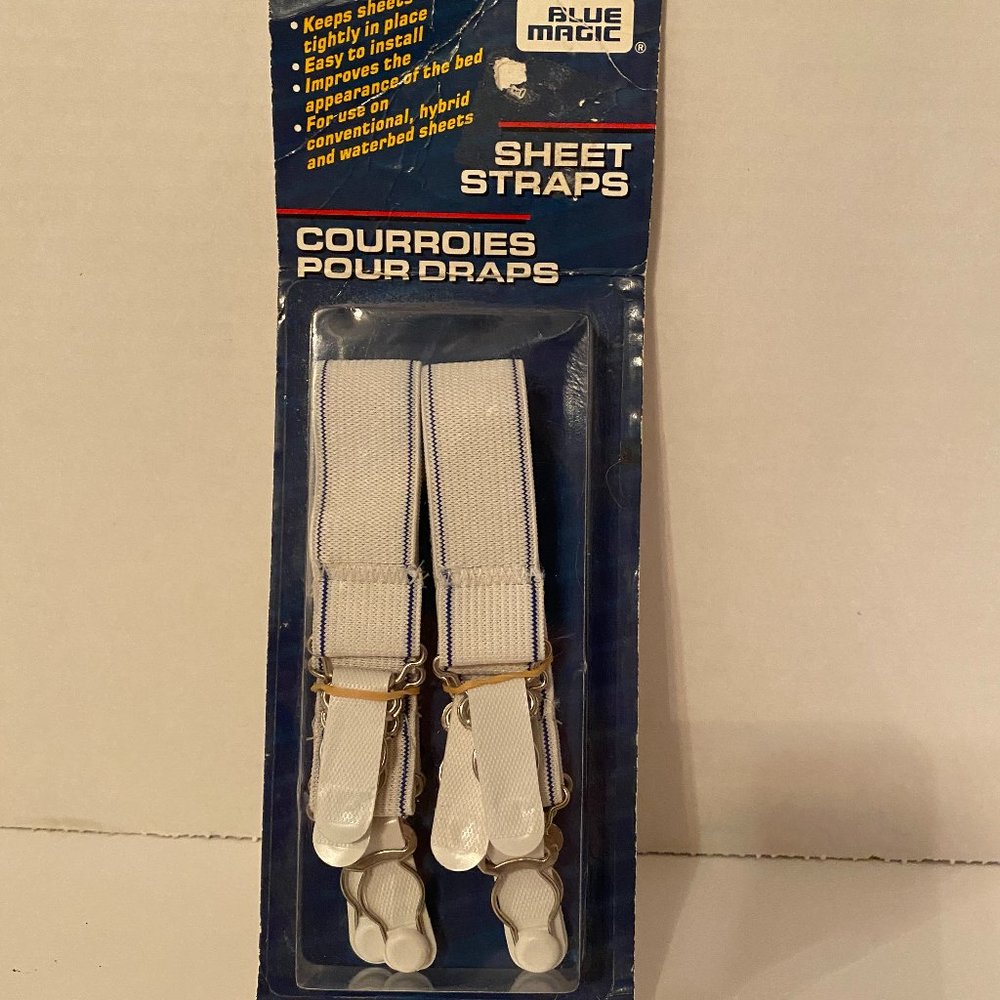 • Keeps sheets
tightly in place
• Easy to install
• Improves the
appearance of the bed
• For use on
conventional, hybrid
and waterbed sheets
BLUE
MAGIC ®
SHEET
STRAPS
COURROIES
POUR DRAPS